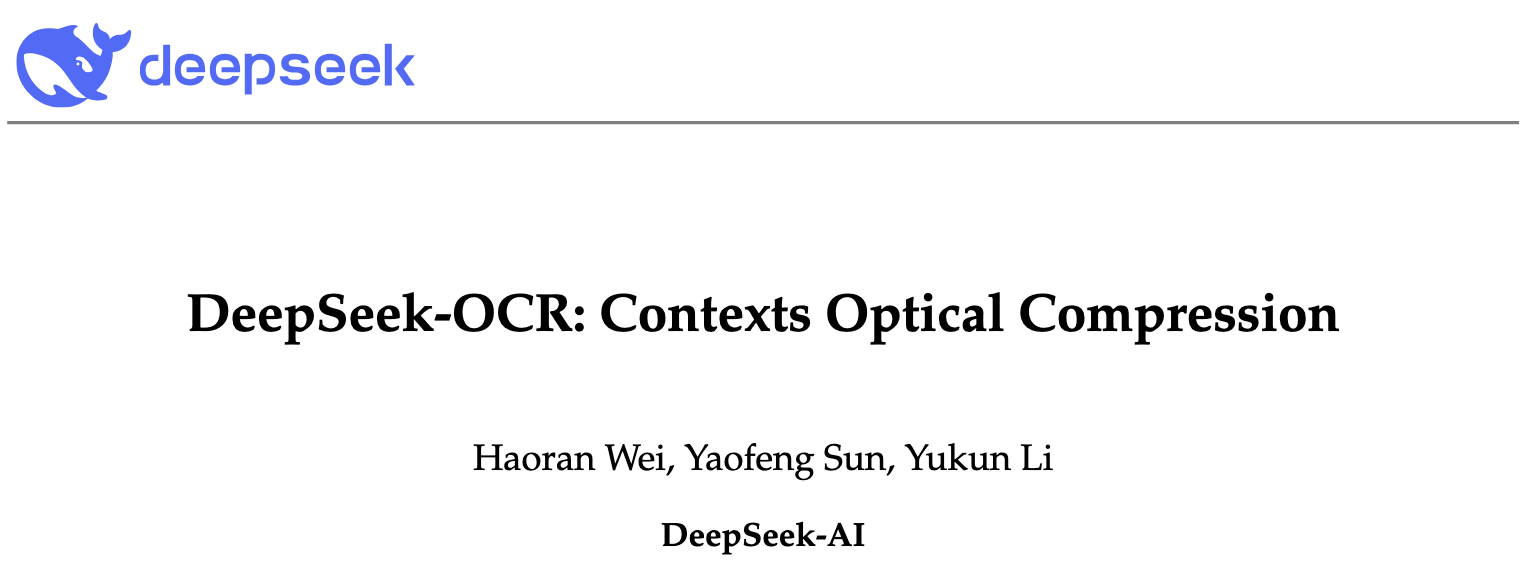 deepseek
DeepSeek-OCR: Contexts Optical Compression
Haoran Wei, Yaofeng Sun, Yukun Li
DeepSeek-AI